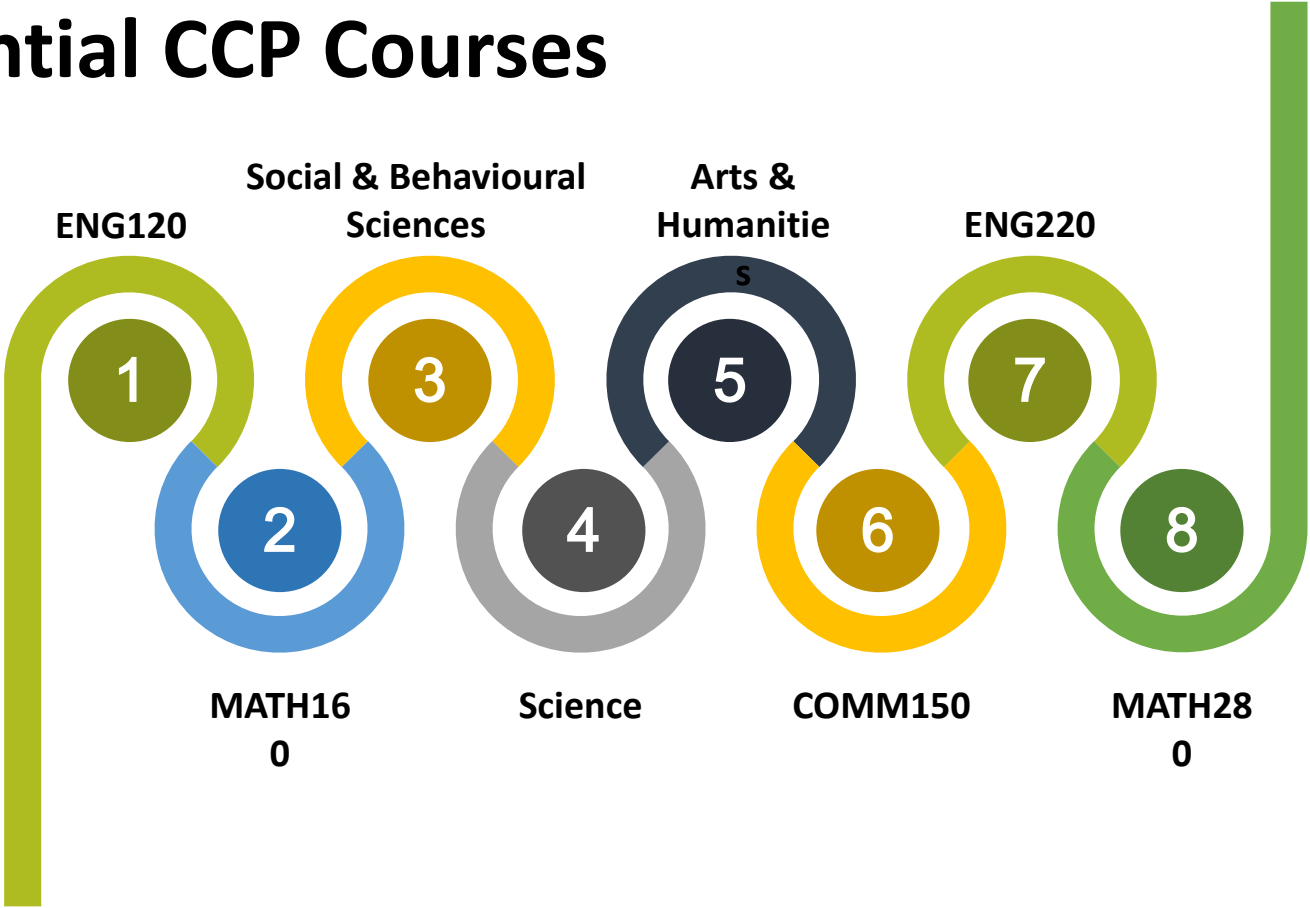 ntial CCP Courses
Social & Behavioural
Sciences
Arts &
Humanitie
s
ENG120
ENG220
1
3
5
7
2
4
6
8
MATH16
0
Science
COMM150
MATH28
0